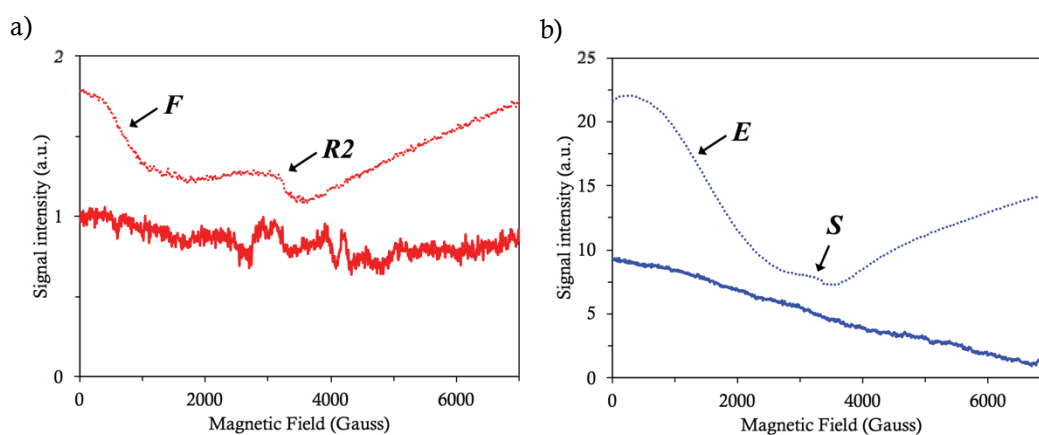 a)
2
1
0
Signal intensity (a.u.)
F
R2
0
2000
4000
6000
Magnetic Field (Gauss)
b)
25
20
15
10
5
0
Signal intensity (a.u.)
E
S
0
2000
4000
6000
Magnetic Field (Gauss)